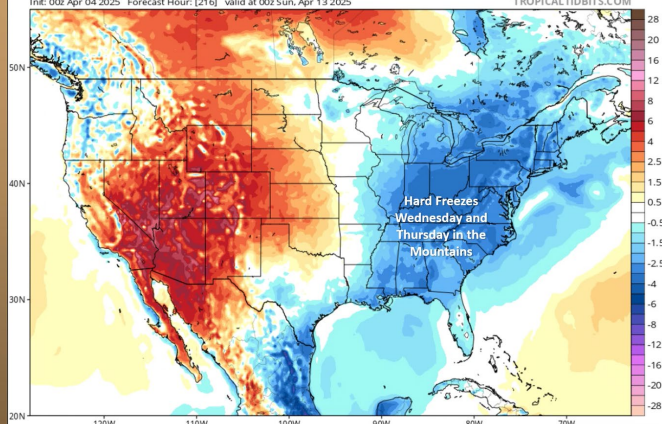 Init: 00z Apr 04 2025 Forecast Hour: [216] valid at 00z Sun, Apr 13 2025
TROPICALTIDBITS.COM
50N
40N
30N
20N
120W
110W
100W
90W
80W
70W
Hard Freezes
Wednesday and
Thursday in the
Mountains
28
20
16
12
8
6
4
2.5
1.5
0.5
-0.5
-1.5
-2.5
-4
-6
-8
-12
-16
-20
-28